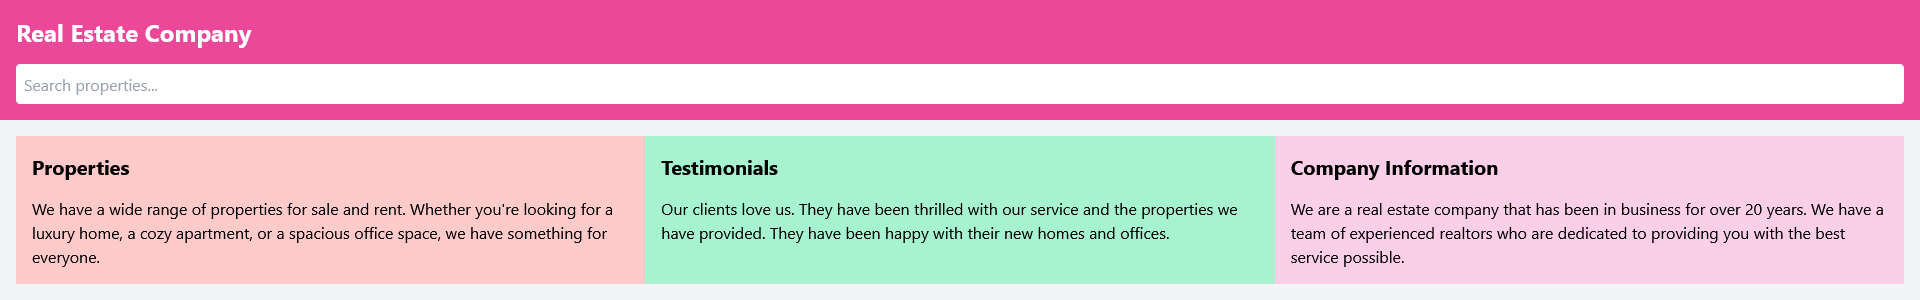 Real Estate Company
Search properties...
Properties
We have a wide range of properties for sale and rent. Whether you're looking for a
luxury home, a cozy apartment, or a spacious office space, we have something for
everyone.
Testimonials
Our clients love us. They have been thrilled with our service and the properties we
have provided. They have been happy with their new homes and offices.
Company Information
We are a real estate company that has been in business for over 20 years. We have a
team of experienced realtors who are dedicated to providing you with the best
service possible.